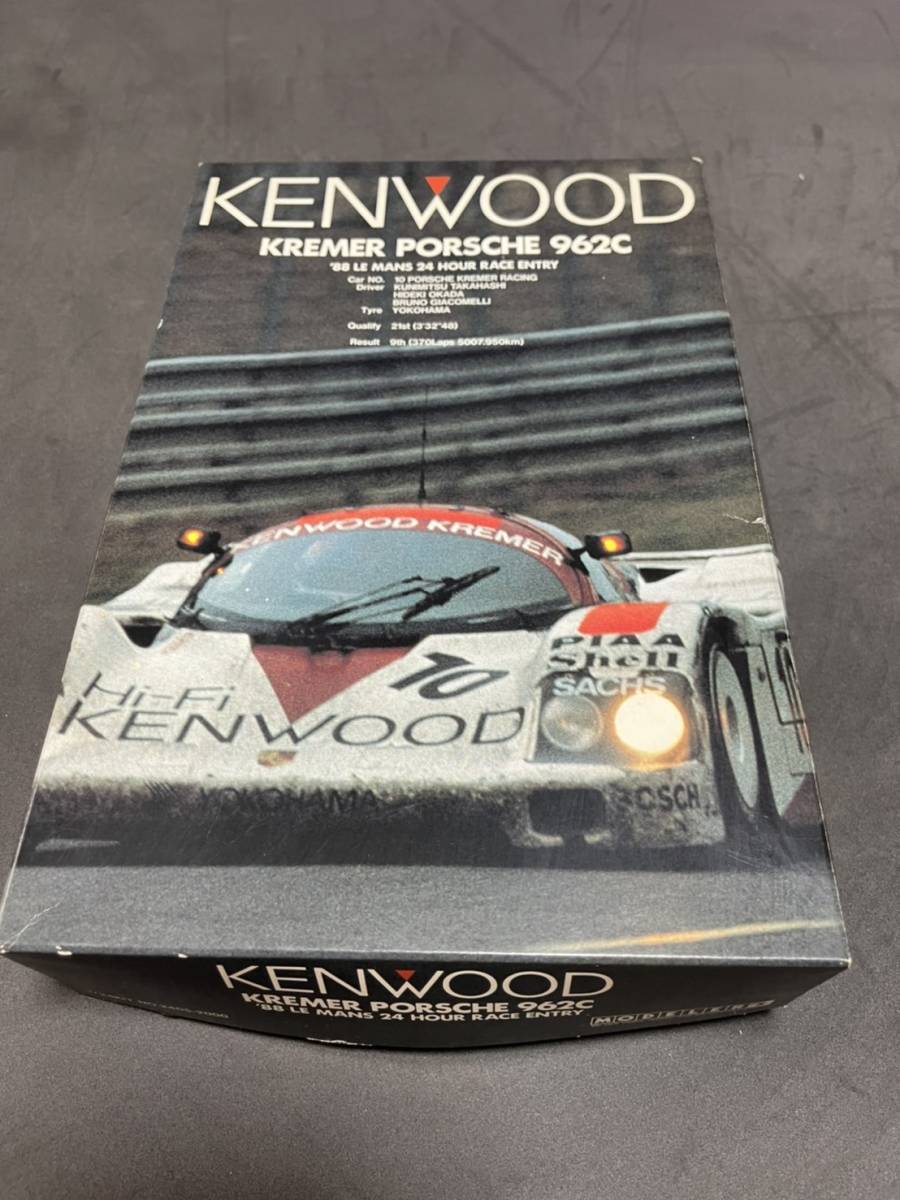 KENWOOD
KREMER PORSCHE 962C
'88 LE MANS 24 HOUR RACE ENTRY
Car NO. 10 PORSCHE KREMER RACING
Driver KUNIMITSU TAKAHASHI
HIDEKI OKADA
BRUNO GIACOMELLI
Tyre YOKOHAMA
Qualify 21st (3'32"48)
Result 9th (370Laps 5007.950km)
KENWOOD KREMER
PIAA
Shell
SACHS
10
Hi-Fi
KENWOOD
YOKOHAMA
OSCH
KENWOOD
KREMER PORSCHE 962C
'88 LE MANS 24 HOUR RACE ENTRY
MODELER'S